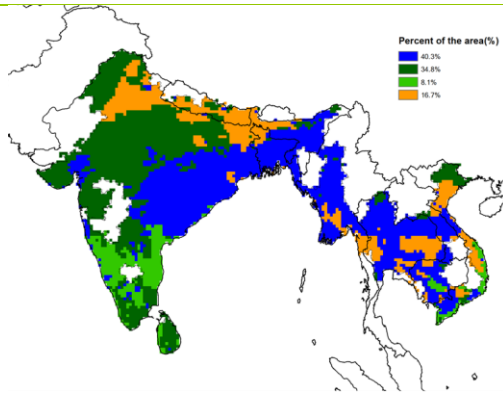 Percent of the area(%)
40.3%
34.8%
8.1%
16.7%